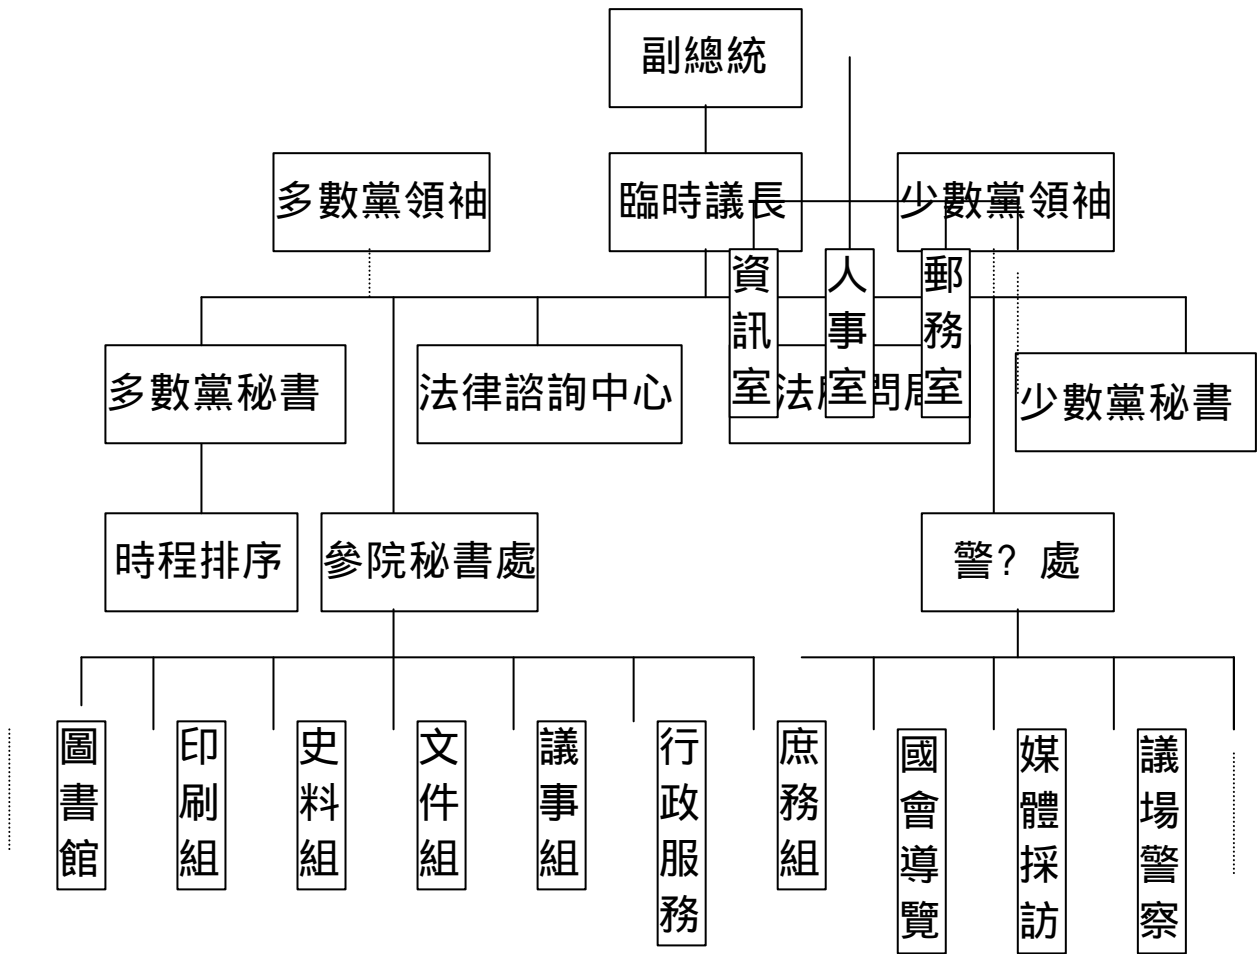 副總統
多數黨領袖
臨時議長
少數黨領袖
資訊室
人事室
郵務室
多數黨秘書
法律諮詢中心
法
問
少數黨秘書
時程排序
參院秘書處
警? 處
圖書館
印刷組
史料組
文件組
議事組
行政服務
庶務組
國會導覽
媒體採訪
議場警察